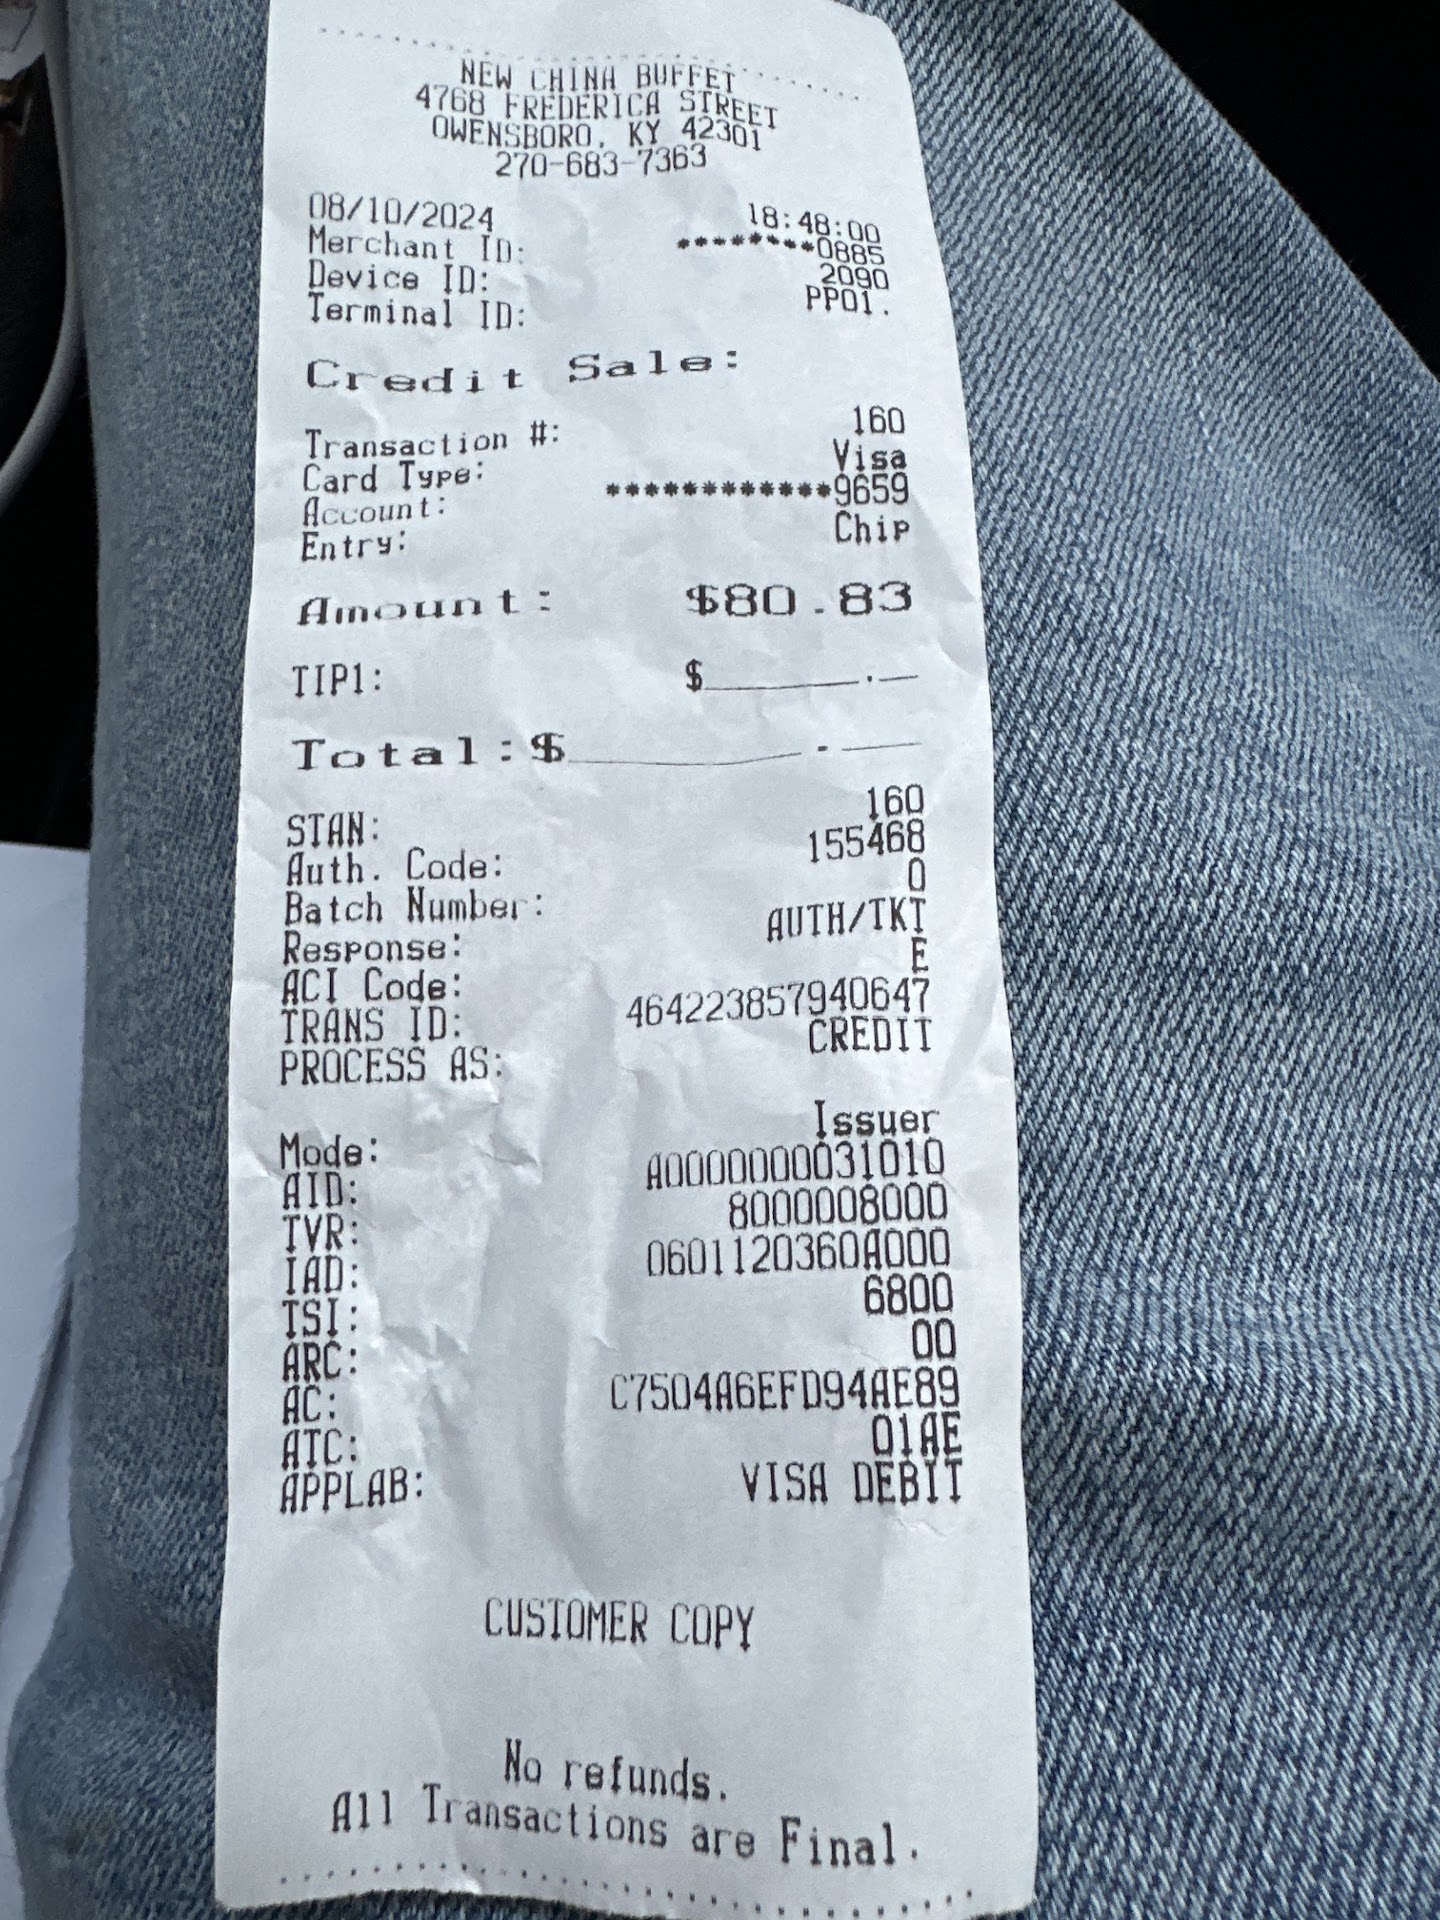 NEW CHINA BUFFET
4768 FREDERICA STREET
OWENSBORO, KY 42301
270-683-7363
08/10/2024 18:48:00
Merchant ID: ********0885
Device ID: 2090
Terminal ID: PP01.
Credit Sale:
Transaction #: 160
Card Type: Visa
Account: ************9659
Entry: Chip
Amount: $80.83
TIP1: $_______.__
Total:$_________.___
STAN: 160
Auth. Code: 155468
Batch Number: 0
Response: AUTH/TKT
ACI Code: E
TRANS ID: 464223857940647
PROCESS AS: CREDIT
Mode: Issuer
AID: A0000000031010
TVR: 8000008000
IAD: 0601120360A000
TSI: 6800
ARC: 00
AC: C7504A6EFD94AE89
ATC: 01AE
APPLAB: VISA DEBIT
CUSTOMER COPY
No refunds.
All Transactions are Final.